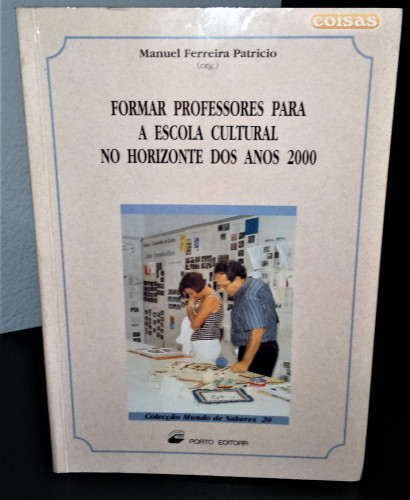 coisas
Manuel Ferreira Patrício
(org.)
FORMAR PROFESSORES PARA
A ESCOLA CULTURAL
NO HORIZONTE DOS ANOS 2000
Colecção Mundo de Saberes 20
PORTO EDITORA